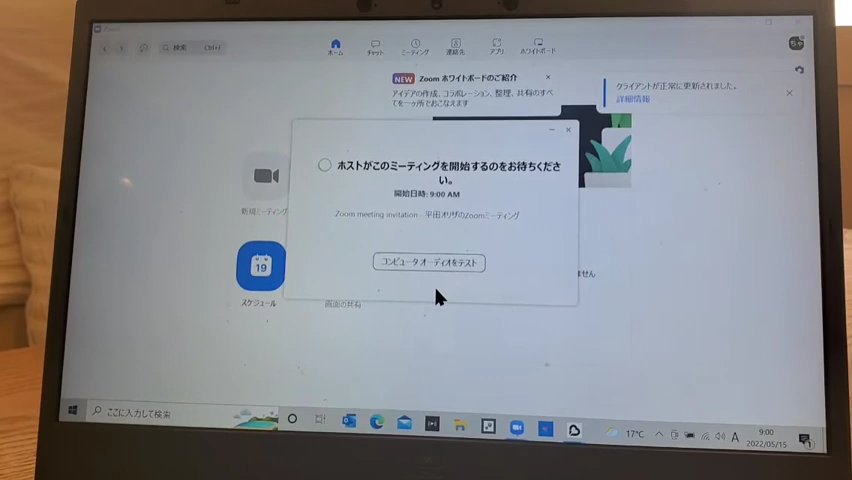 検索 Ctrl+F
ホーム
チャット
ミーティング
連絡先
アプリ
ホワイトボード
ちゃ
NEW Zoom ホワイトボードのご紹介
アイデアの作成、コラボレーション、整理、共有のすべ
てを一ヶ所でおこなえます
クライアントが正常に更新されました。
詳細情報
ホストがこのミーティングを開始するのをお待ちくださ
い。
開始日時: 9:00 AM
Zoom meeting invitation - 平田オリザのZoomミーティング
コンピュータ オーディオをテスト
新規ミーティング
19
スケジュール
画面の共有
ません
ここに入力して検索
17°C
A
9:00
2022/05/15